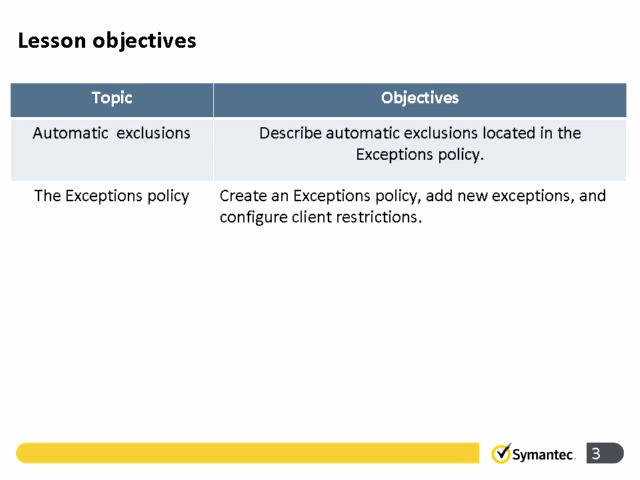 Lesson objectives
Topic
Objectives
Automatic exclusions
Describe automatic exclusions located in the
Exceptions policy.
The Exceptions policy
Create an Exceptions policy, add new exceptions, and
configure client restrictions.
Symantec.
3